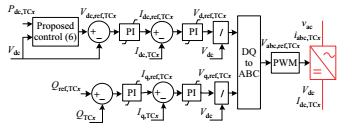 P_dc,TCx
Proposed control (6)
V_dc
V_dc,ref,TCx
I_dc,ref,TCx
PI
I_dc,TCx
V_d,ref,TCx
PI
V_dc
/
DQ to ABC
V_abc,ref,TCx
PWM
v_ac
i_abc,TCx
V_dc
I_dc,TCx
Q_ref,TCx
Q_TCx
PI
I_q,ref,TCx
I_q,TCx
PI
V_q,ref,TCx
V_dc
/